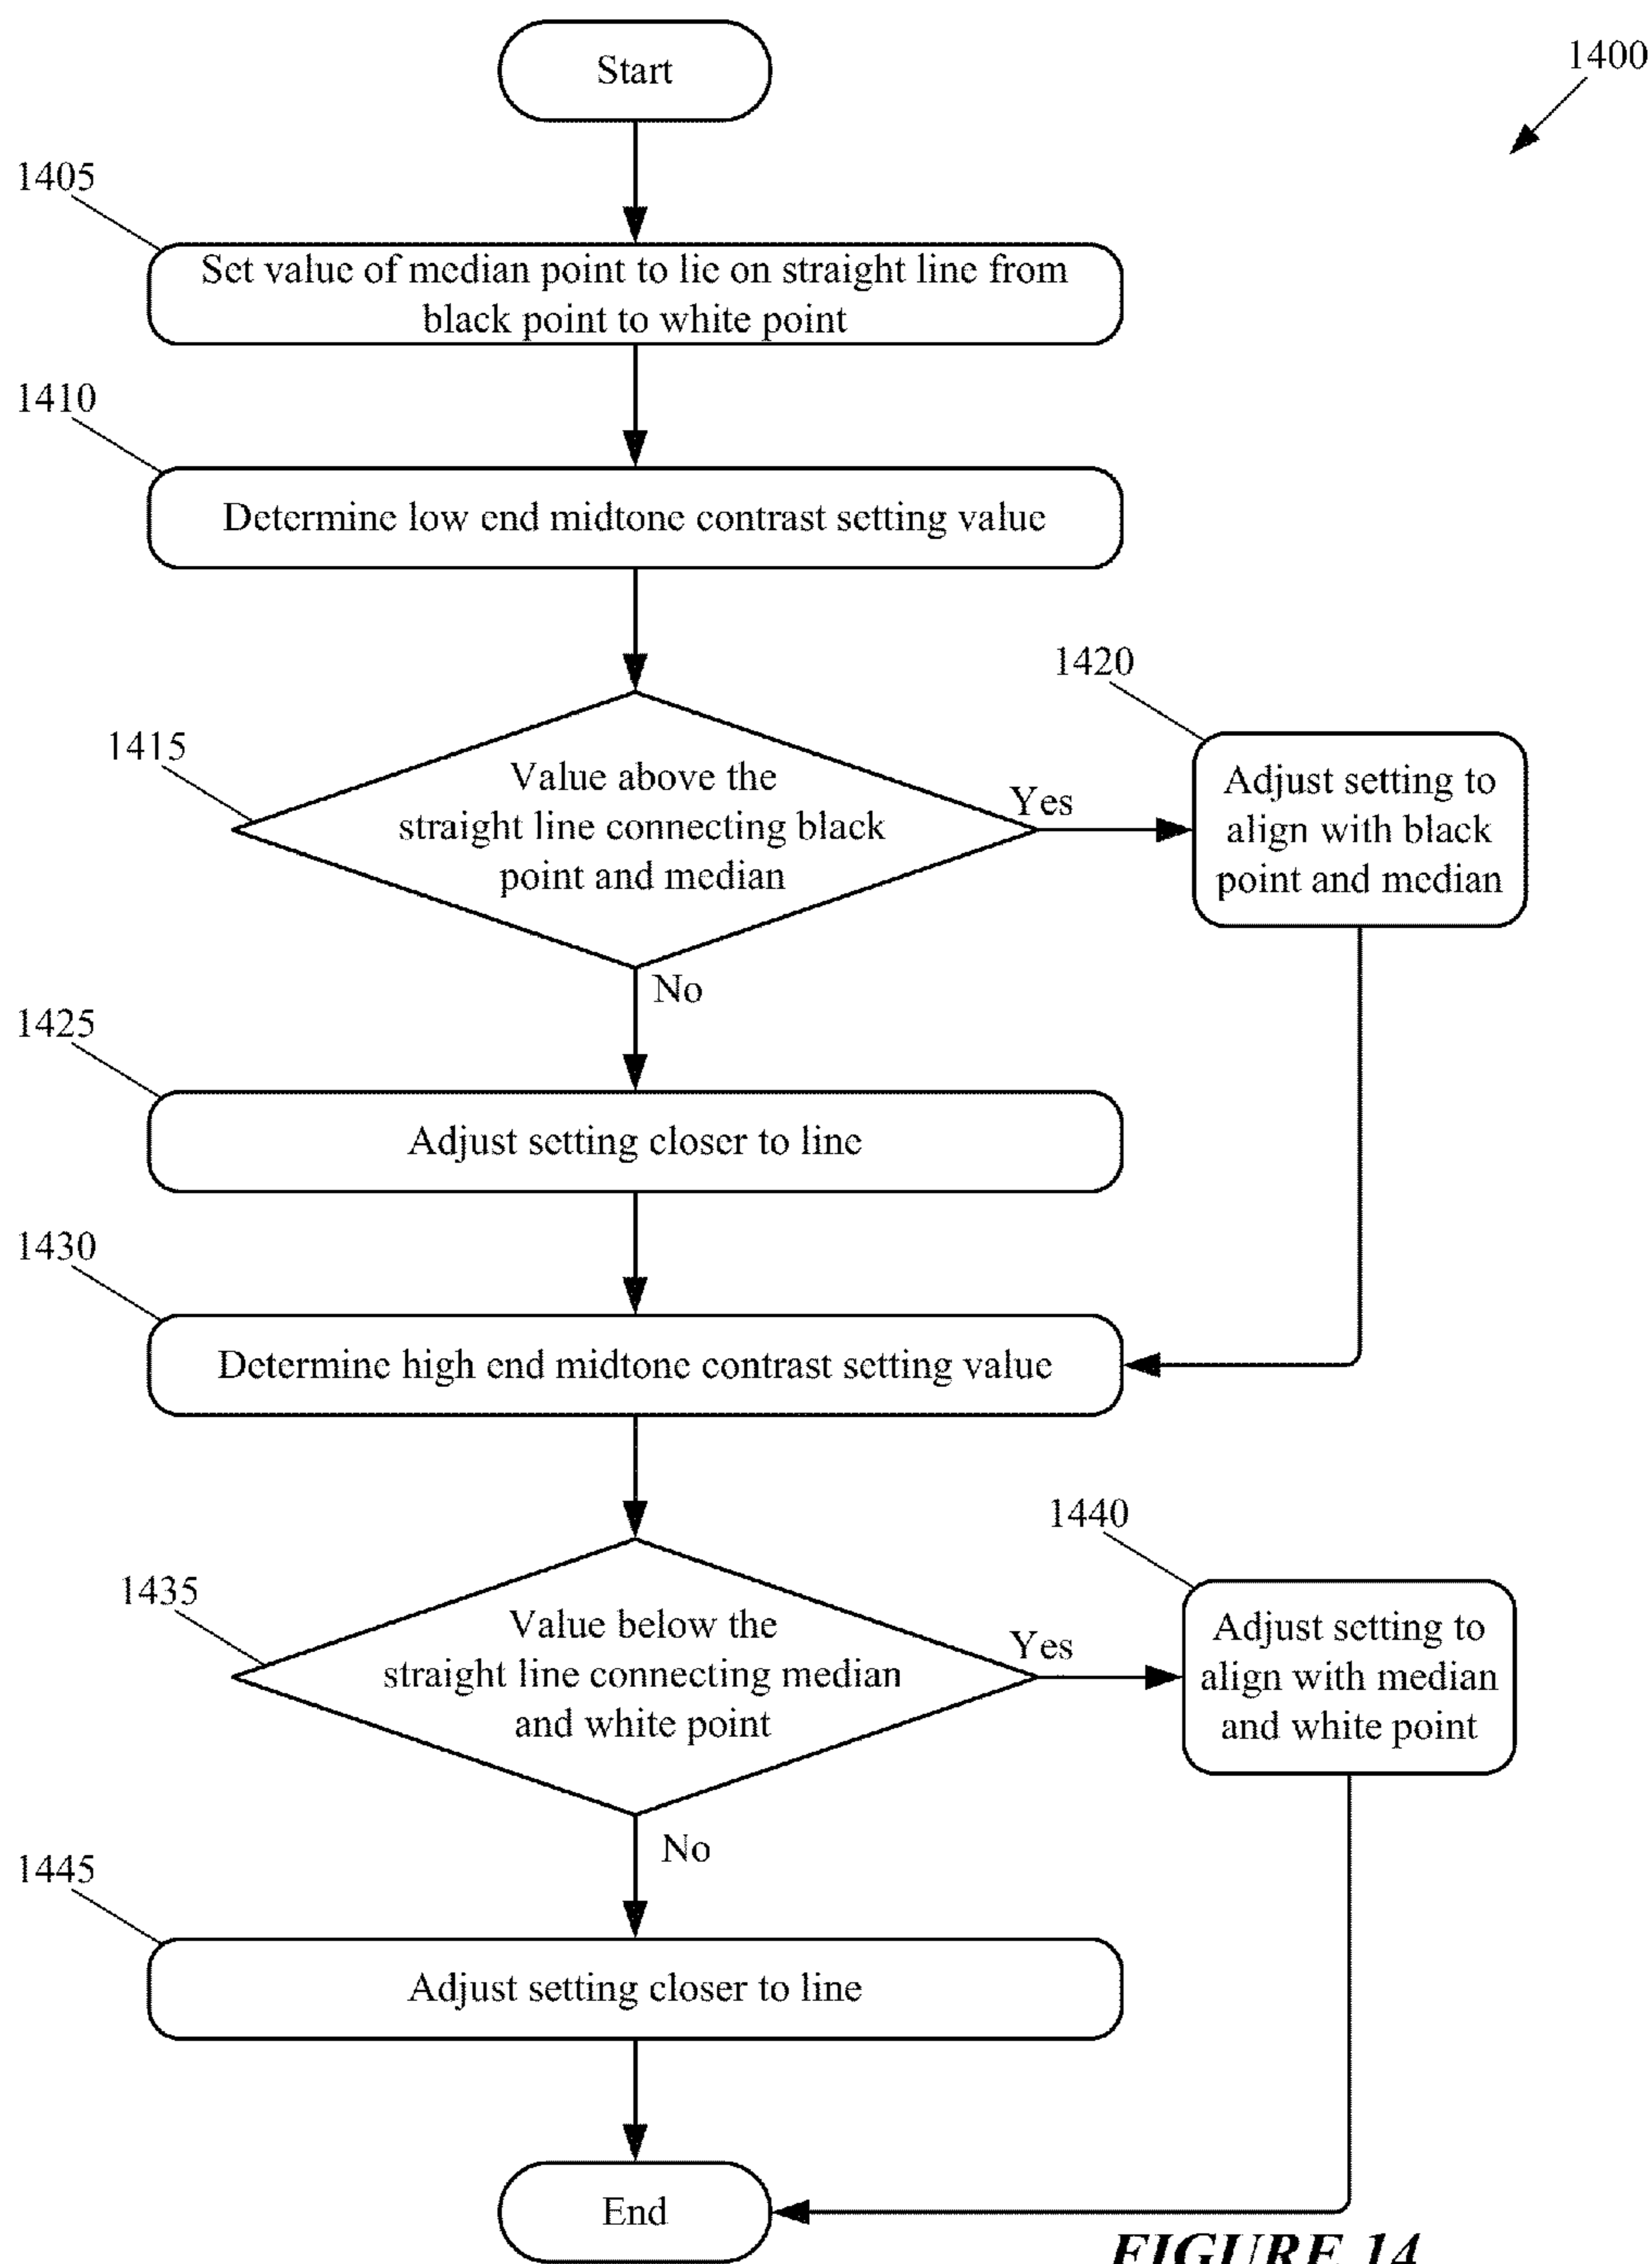 Start
1400
1405
Set value of median point to lie on straight line from
black point to white point
1410
Determine low end midtone contrast setting value
1415
Value above the
straight line connecting black
point and median
Yes
1420
Adjust setting to
align with black
point and median
No
1425
Adjust setting closer to line
1430
Determine high end midtone contrast setting value
1435
Value below the
straight line connecting median
and white point
Yes
1440
Adjust setting to
align with median
and white point
No
1445
Adjust setting closer to line
End
FIGURE 14